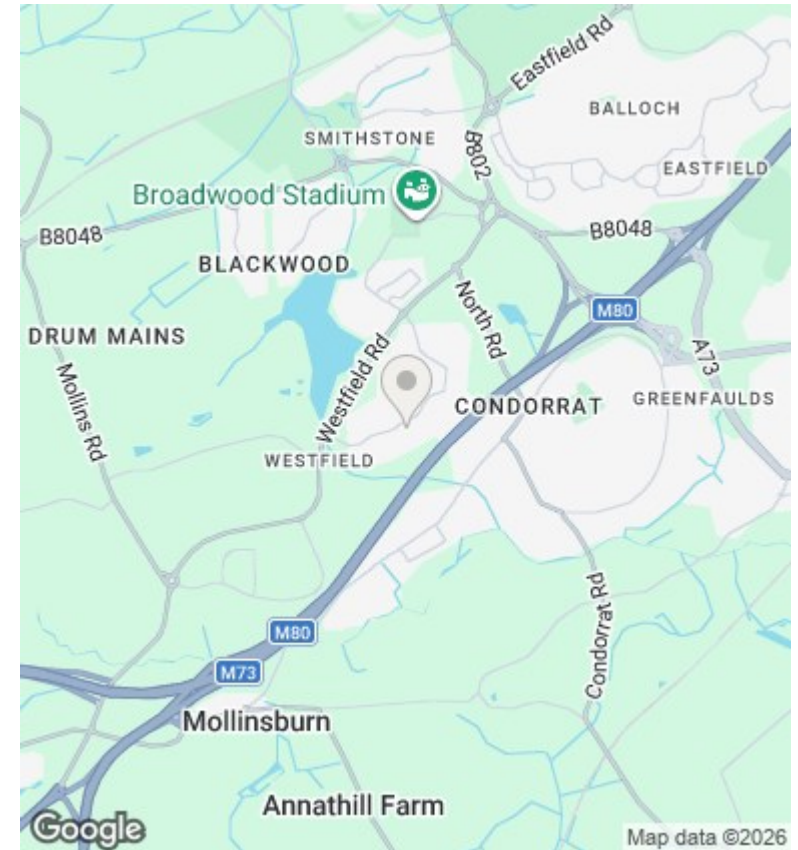 Eastfield Rd
BALLOCH
SMITHSTONE
B802
EASTFIELD
Broadwood Stadium
B8048
B8048
BLACKWOOD
North Rd
M80
DRUM MAINS
Westfield Rd
A73
Mollins Rd
CONDORRAT
GREENFAULDS
WESTFIELD
Condorrat Rd
M80
M73
Mollinsburn
Annathill Farm
Google
Map data ©2026